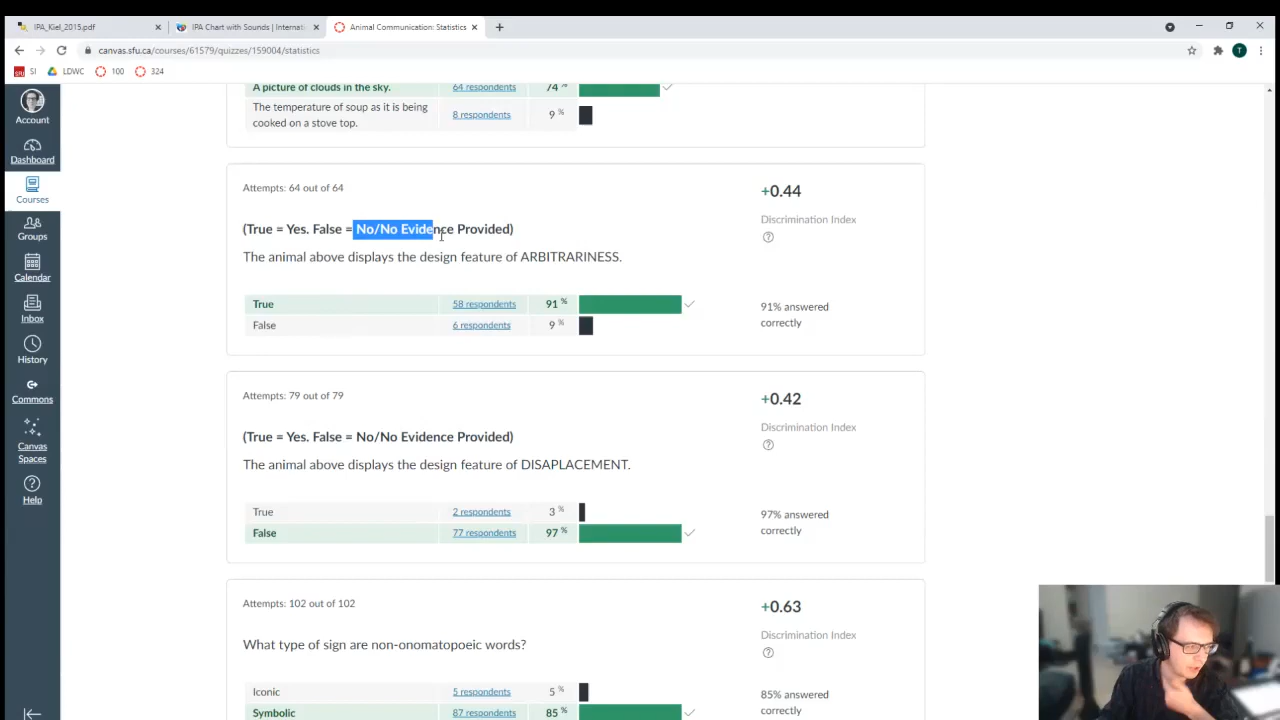 IPA_Kiel_2015.pdf
IPA Chart with Sounds | Internati
Animal Communication: Statistics
canvas.sfu.ca/courses/61579/quizzes/159004/statistics
T
SFU
SI
LDWC
100
324
Account
Dashboard
Courses
Groups
Calendar
Inbox
History
Commons
Canvas
Spaces
Help
A picture of clouds in the sky.
64 respondents
74 %
The temperature of soup as it is being
cooked on a stove top.
8 respondents
9 %
Attempts: 64 out of 64
+0.44
Discrimination Index
(True = Yes. False = No/No Evidence Provided)
The animal above displays the design feature of ARBITRARINESS.
True
58 respondents
91 %
91% answered
correctly
False
6 respondents
9 %
Attempts: 79 out of 79
+0.42
Discrimination Index
(True = Yes. False = No/No Evidence Provided)
The animal above displays the design feature of DISAPLACEMENT.
True
2 respondents
3 %
97% answered
correctly
False
77 respondents
97 %
Attempts: 102 out of 102
+0.63
Discrimination Index
What type of sign are non-onomatopoeic words?
Iconic
5 respondents
5 %
85% answered
correctly
Symbolic
87 respondents
85 %